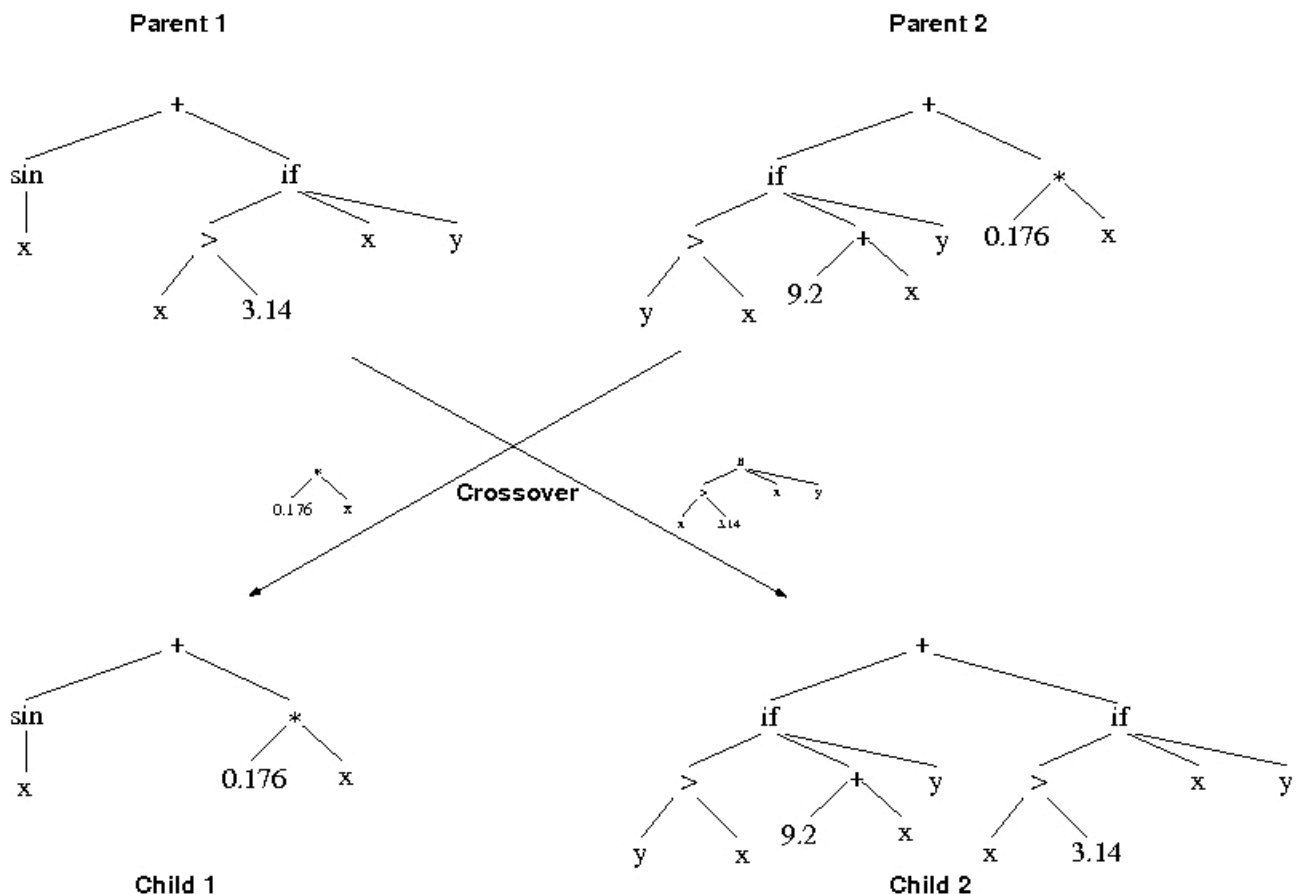 Parent 1 Parent 2
+ +
sin if if *
x > x y > + y 0.176 x
x 3.14 y x 9.2 x
* if
0.176 x Crossover > x y
x 3.14
+ +
sin * if if
x 0.176 x > + y > x y
y x 9.2 x x 3.14
Child 1 Child 2